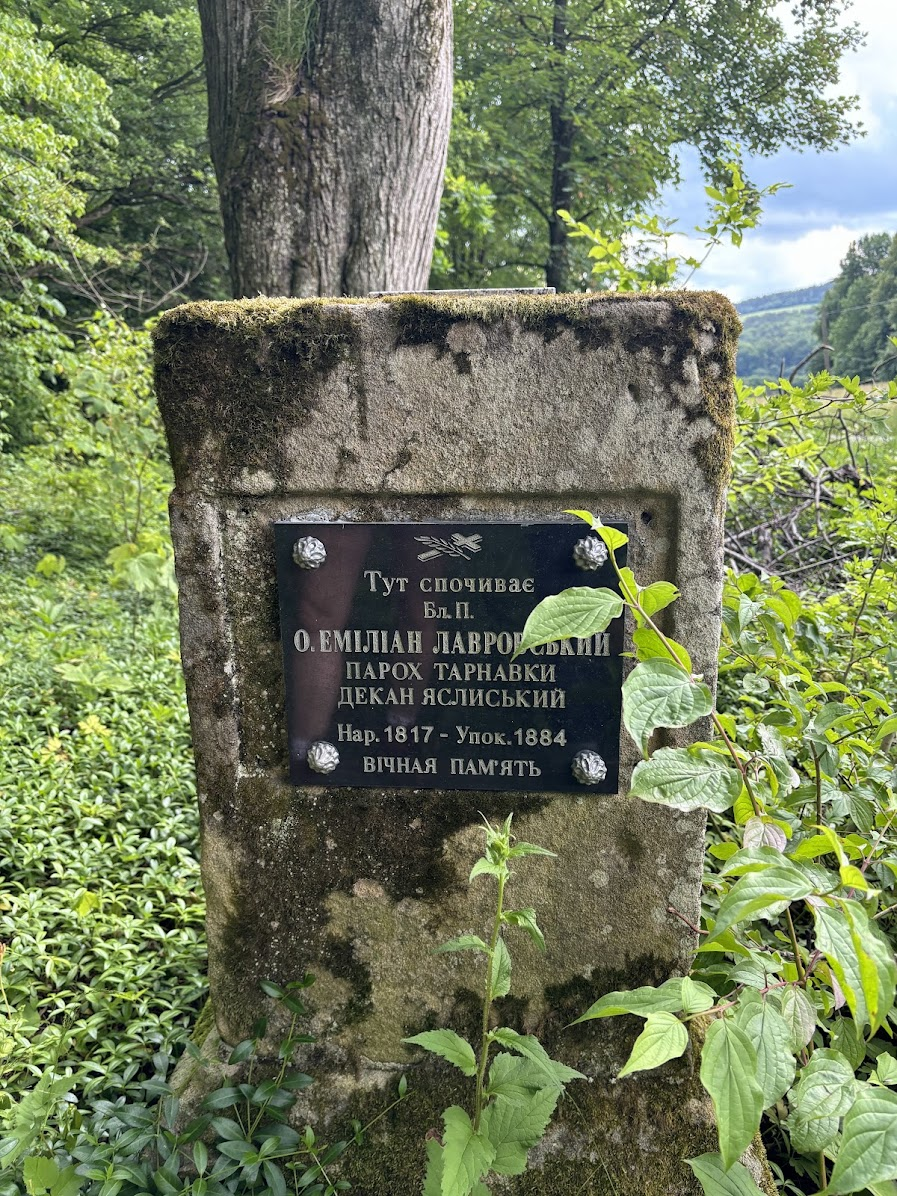 Тут спочиває
Бл. П.
О. ЕМІЛІАН ЛАВРОВСЬКИЙ
ПАРОХ ТАРНАВКИ
ДЕКАН ЯСЛИСЬКИЙ
Нар. 1817 - Упок. 1884
ВІЧНАЯ ПАМ'ЯТЬ